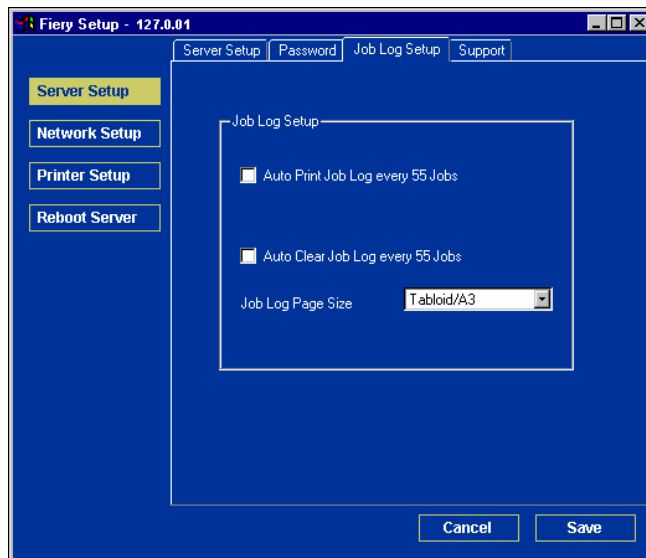 Fiery Setup - 127.0.01
Server Setup
Password
Job Log Setup
Support
Server Setup
Network Setup
Printer Setup
Reboot Server
Job Log Setup
Auto Print Job Log every 55 Jobs
Auto Clear Job Log every 55 Jobs
Job Log Page Size
Tabloid/A3
Cancel
Save